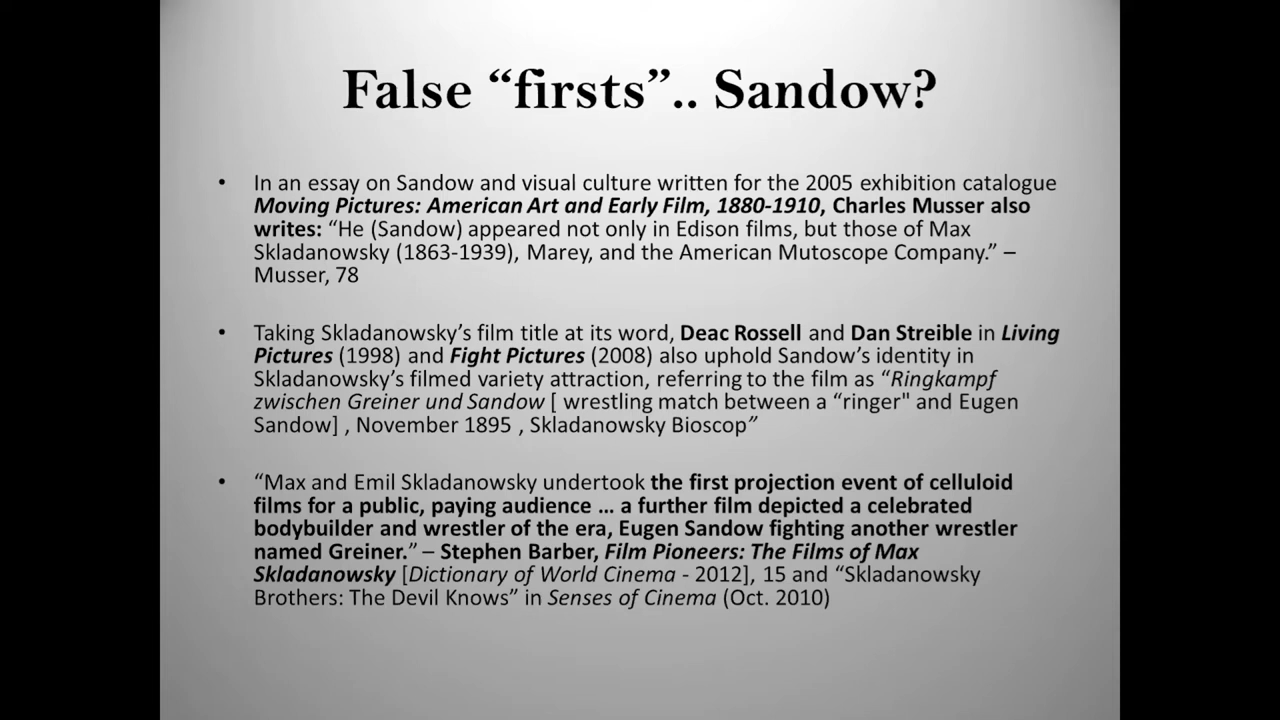 False “firsts”.. Sandow?
• In an essay on Sandow and visual culture written for the 2005 exhibition catalogue
Moving Pictures: American Art and Early Film, 1880-1910, Charles Musser also
writes: “He (Sandow) appeared not only in Edison films, but those of Max
Skladanowsky (1863-1939), Marey, and the American Mutoscope Company.” –
Musser, 78
• Taking Skladanowsky’s film title at its word, Deac Rossell and Dan Streible in Living
Pictures (1998) and Fight Pictures (2008) also uphold Sandow’s identity in
Skladanowsky’s filmed variety attraction, referring to the film as “Ringkampf
zwischen Greiner und Sandow [ wrestling match between a “ringer" and Eugen
Sandow] , November 1895 , Skladanowsky Bioscop”
• “Max and Emil Skladanowsky undertook the first projection event of celluloid
films for a public, paying audience … a further film depicted a celebrated
bodybuilder and wrestler of the era, Eugen Sandow fighting another wrestler
named Greiner.” – Stephen Barber, Film Pioneers: The Films of Max
Skladanowsky [Dictionary of World Cinema - 2012], 15 and “Skladanowsky
Brothers: The Devil Knows” in Senses of Cinema (Oct. 2010)